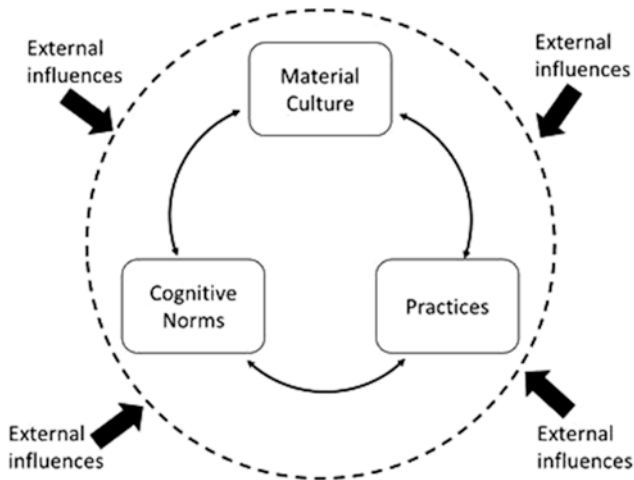 External
influences
External
influences
Material
Culture
Cognitive
Norms
Practices
External
influences
External
influences